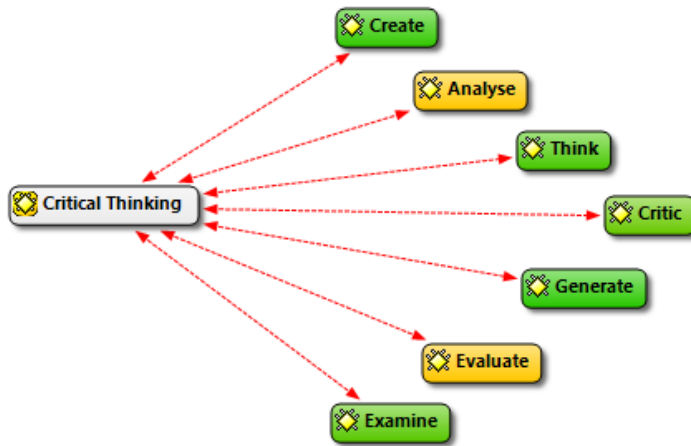 Create
Analyse
Think
Critical Thinking
Critic
Generate
Evaluate
Examine